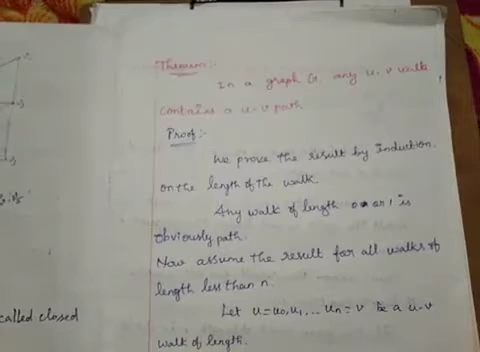 Theorem:-
In a graph G, any u-v walk
contains a u-v path
Proof:-
We prove the result by induction
on the length of the walk.
Any walk of length 0 or 1 is
obviously path.
Now assume the result for all walks of
length less than n.
Let u=u0,u1,... un=v be a u-v
walk of length.
called closed